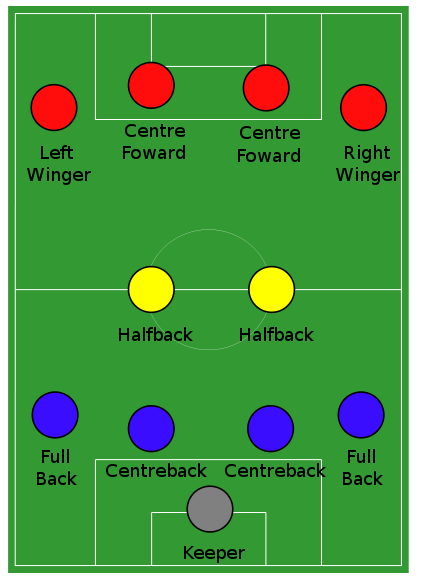 Centre
Foward
Centre
Foward
Left
Winger
Right
Winger
Halfback
Halfback
Full
Back
Centreback
Centreback
Full
Back
Keeper